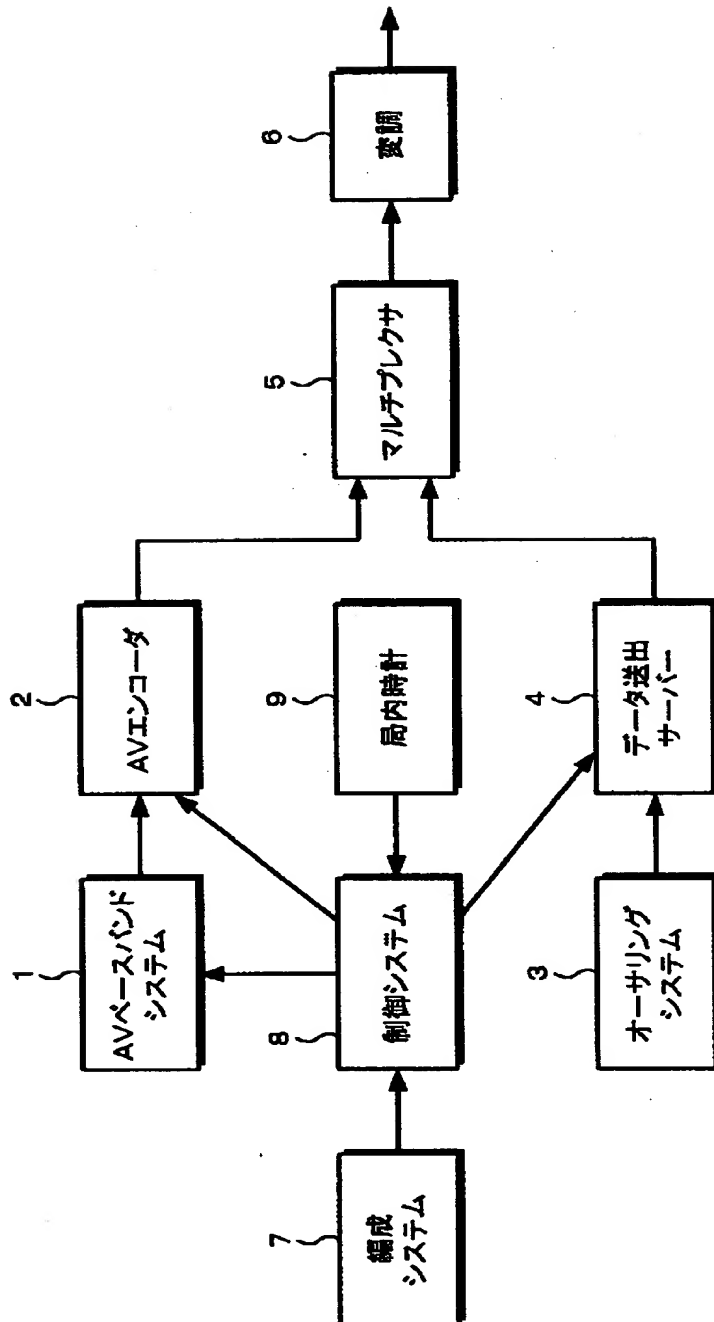 1
AVベースバンド
システム
2
AVエンコーダ
7
編成
システム
8
制御システム
9
局内時計
5
マルチプレクサ
6
変調
3
オーサリング
システム
4
データ送出
サーバー